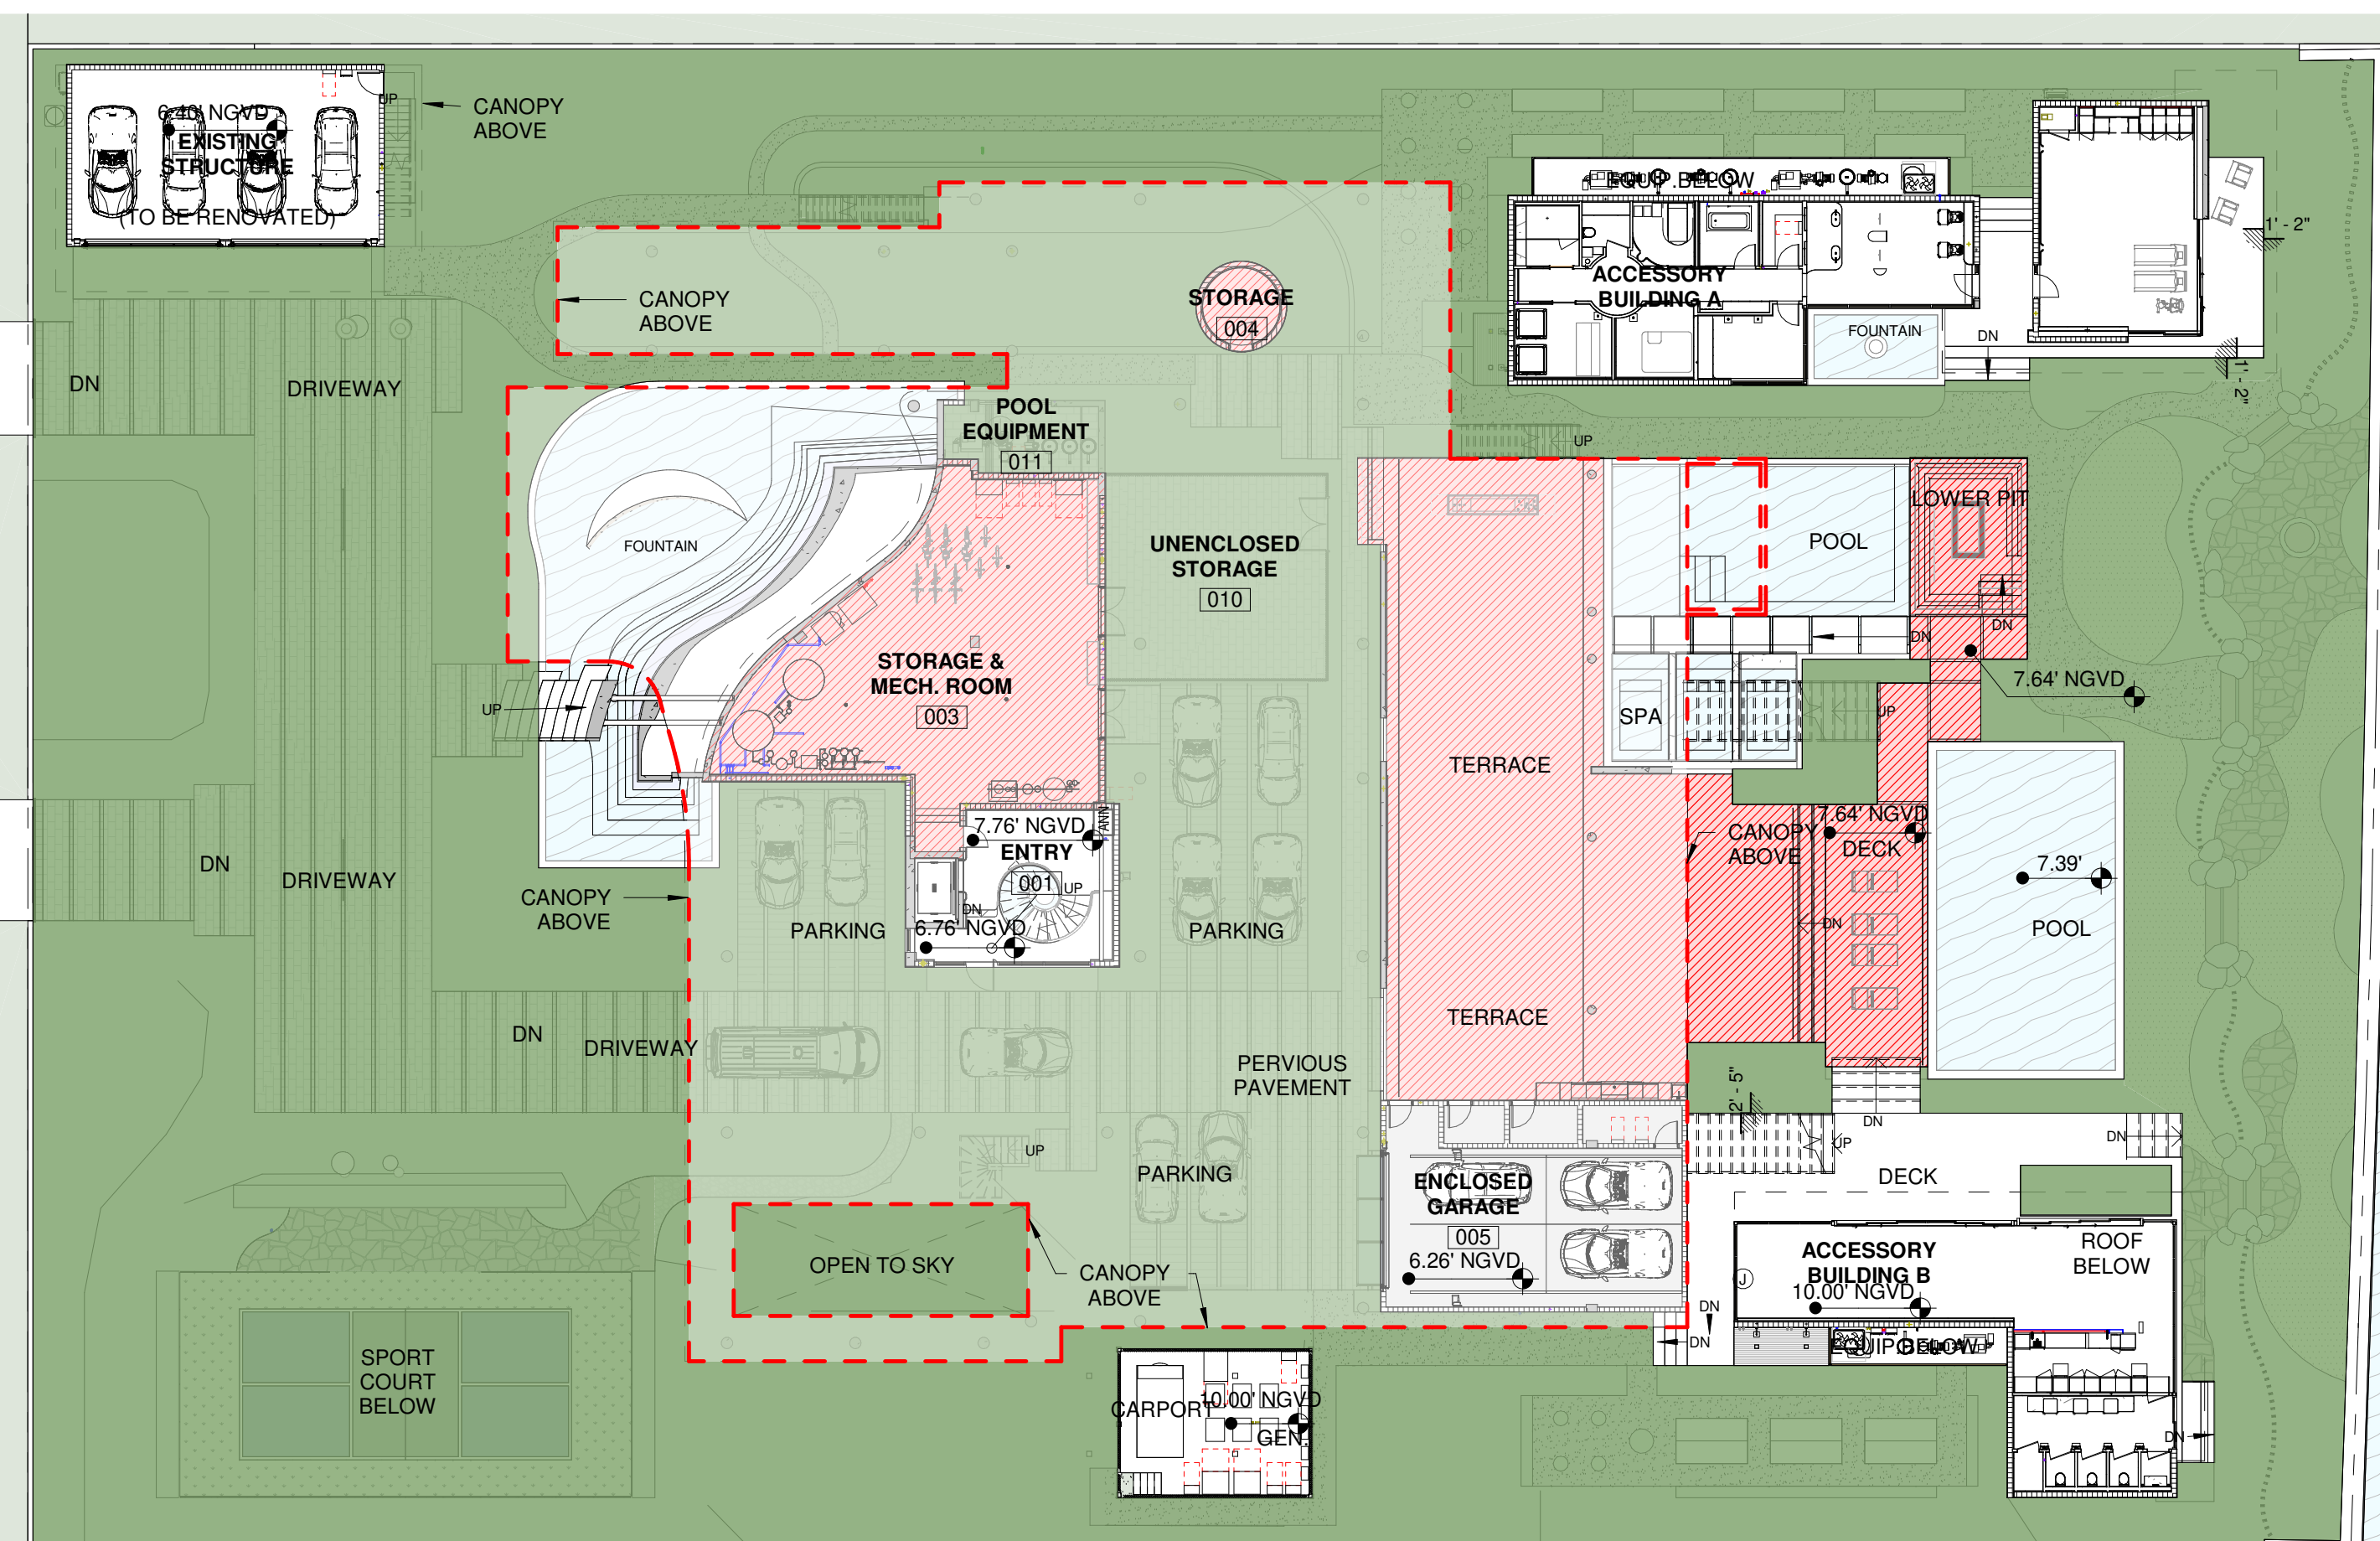 6.40' NGVD
EXISTING
STRUCTURE
(TO BE RENOVATED)
UP
CANOPY
ABOVE
CANOPY
ABOVE
STORAGE
004
EQUIP. BELOW
ACCESSORY
BUILDING A
FOUNTAIN
DN
1' - 2"
1' - 2"
DN
DRIVEWAY
POOL
EQUIPMENT
011
UP
FOUNTAIN
UNENCLOSED
STORAGE
010
POOL
LOWER PIT
DN
DN
STORAGE &
MECH. ROOM
003
UP
SPA
UP
7.64' NGVD
TERRACE
DN
DRIVEWAY
CANOPY
ABOVE
PARKING
7.76' NGVD
ENTRY
001
UP
DN
6.76' NGVD
ANN
PARKING
CANOPY
ABOVE
7.64' NGVD
DECK
DN
7.39'
POOL
DN
DRIVEWAY
TERRACE
PERVIOUS
PAVEMENT
2' - 5"
UP
DN
DN
UP
PARKING
DECK
OPEN TO SKY
CANOPY
ABOVE
ENCLOSED
GARAGE
005
6.26' NGVD
J
ACCESSORY
BUILDING B
10.00' NGVD
ROOF
BELOW
DN
DN
EQUIP. BELOW
SPORT
COURT
BELOW
CARPORT
10.00' NGVD
GEN.
DN